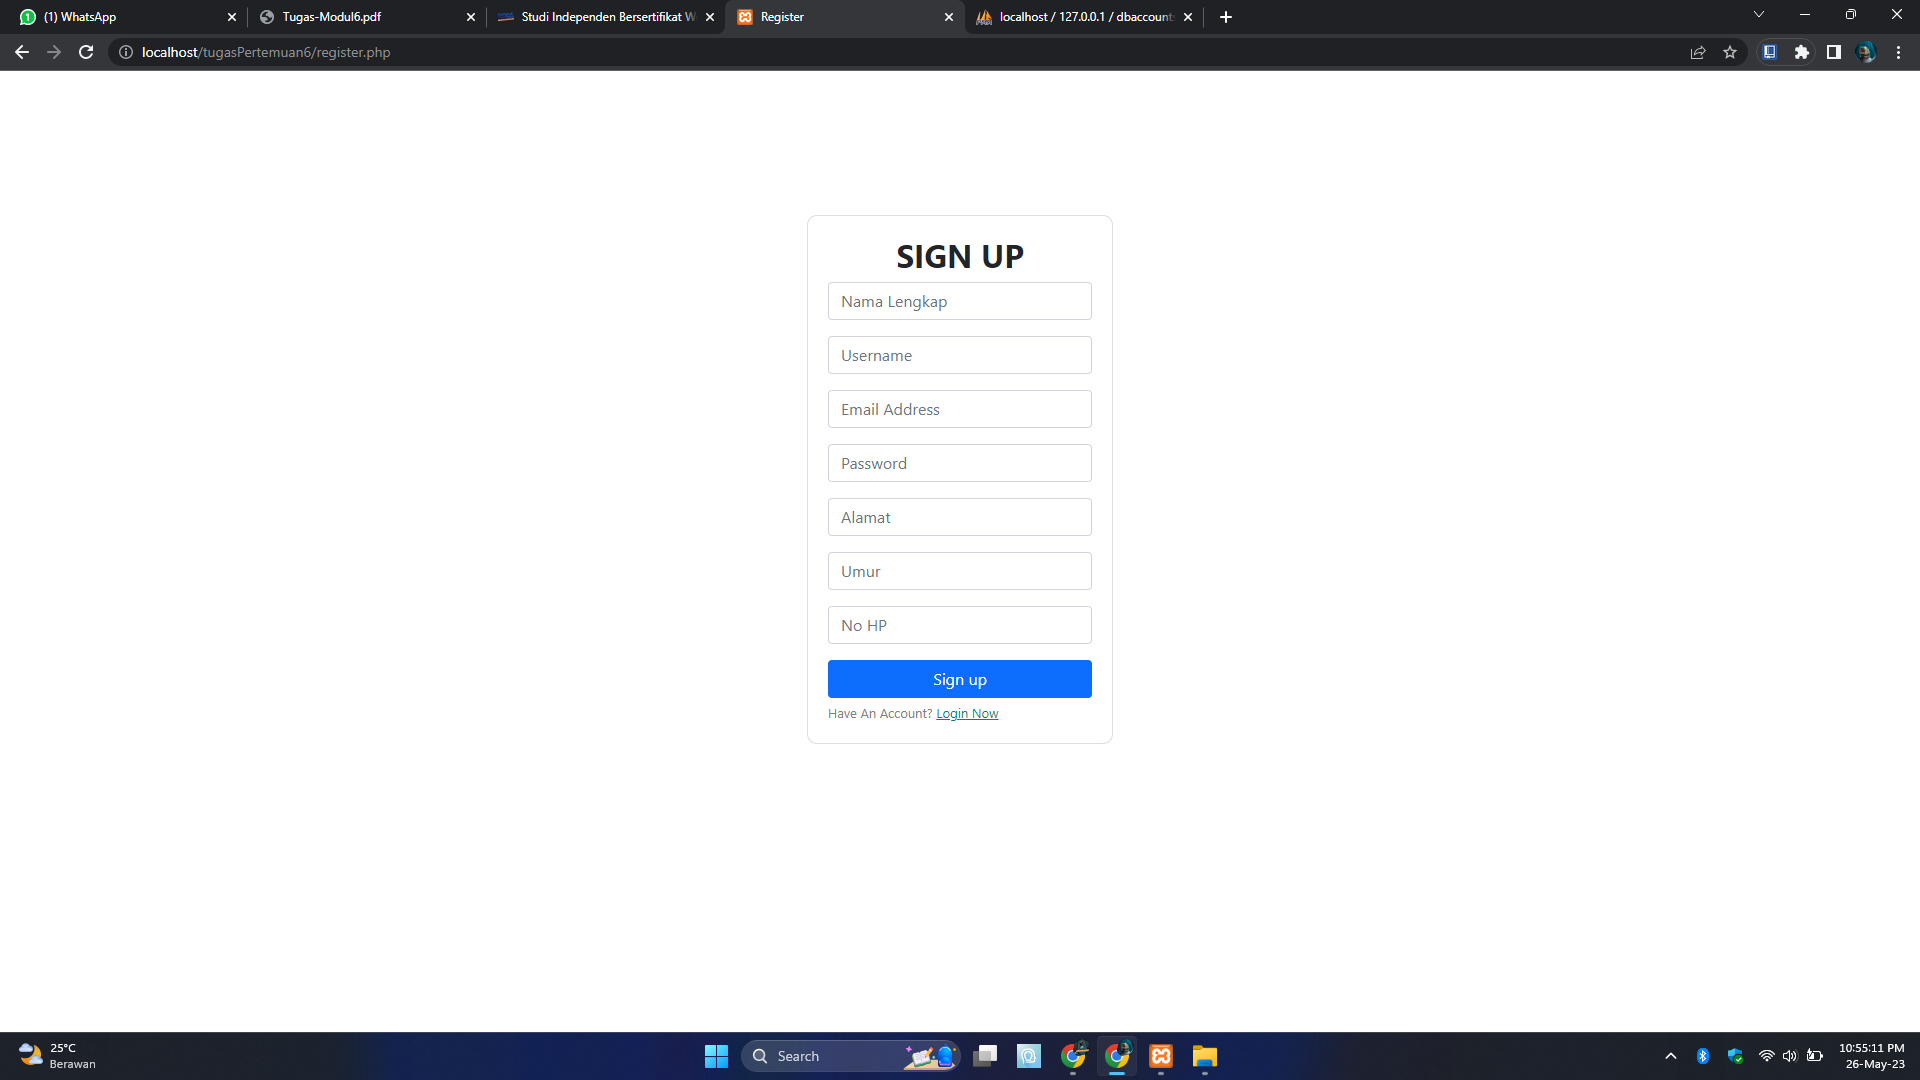 (1) WhatsApp
Tugas-Modul6.pdf
Studi Independen Bersertifikat W
Register
localhost / 127.0.0.1 / dbaccount
localhost/tugasPertemuan6/register.php
SIGN UP
Nama Lengkap
Username
Email Address
Password
Alamat
Umur
No HP
Sign up
Have An Account? Login Now
25°C
Berawan
Search
10:55:11 PM
26-May-23